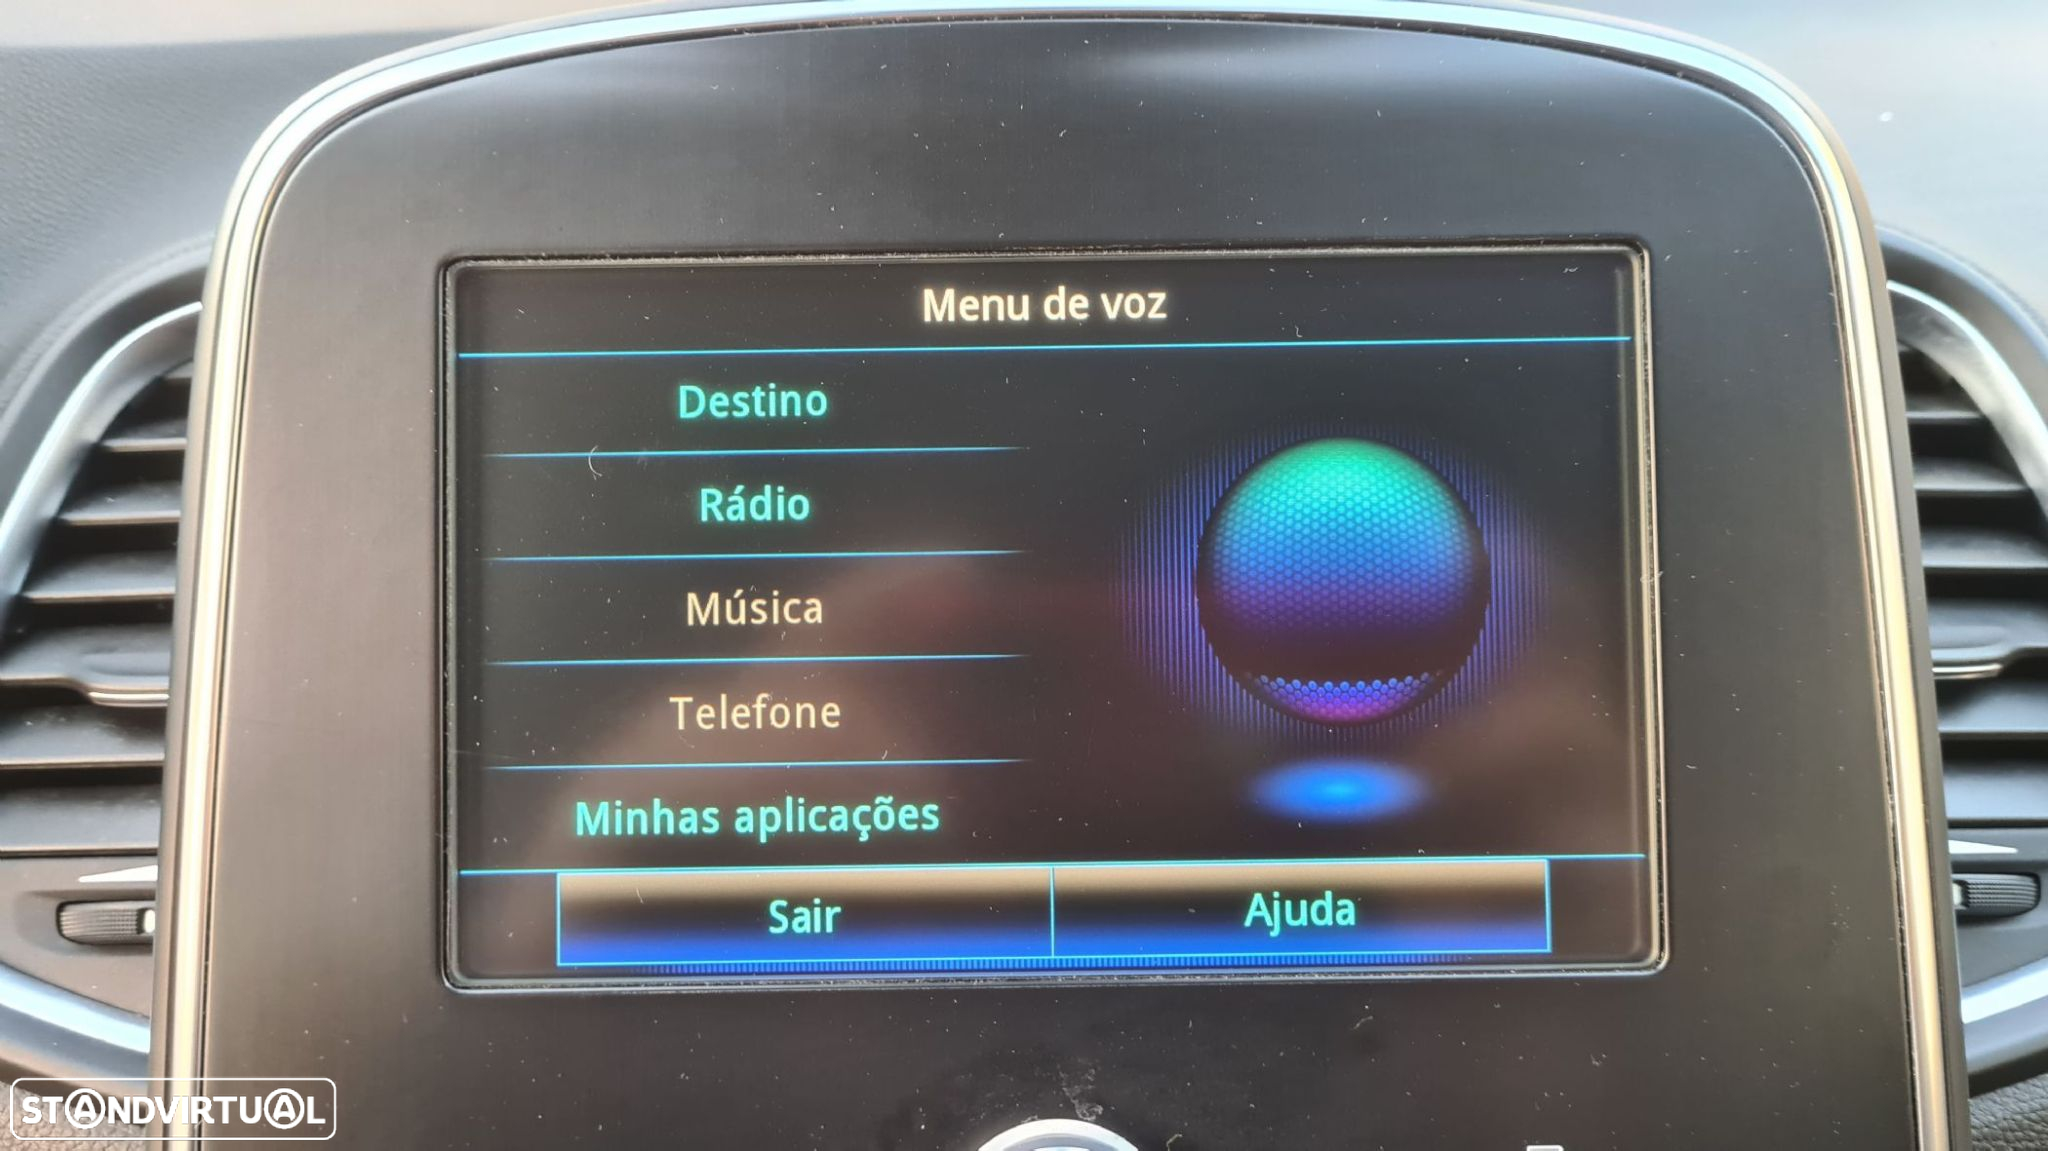 Menu de voz
Destino
Rádio
Música
Telefone
Minhas aplicações
Sair
Ajuda
STANDVIRTUAL